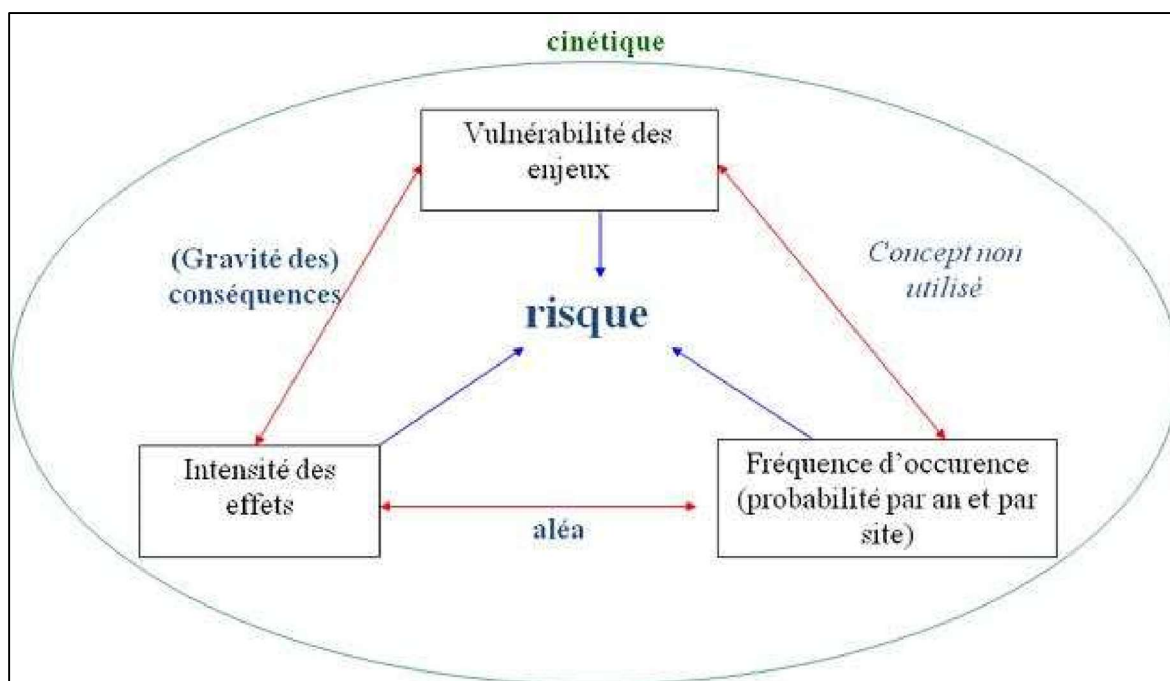 cinétique
Vulnérabilité des
enjeux
(Gravité des)
conséquences
Concept non
utilisé
risque
Intensité des
effets
aléa
Fréquence d'occurence
(probabilité par an et par
site)